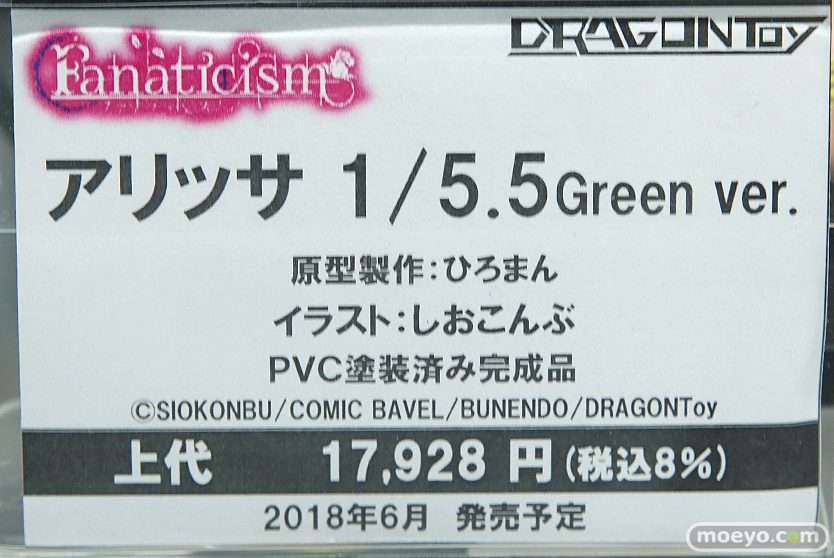 Fanaticism
DRAGONToy
アリッサ 1/5.5Green ver.
原型製作:ひろまん
イラスト:しおこんぶ
PVC塗装済み完成品
©SIOKONBU/COMIC BAVEL/BUNENDO/DRAGONToy
上代 17,928 円(税込8%)
2018年6月 発売予定
moeyo.com